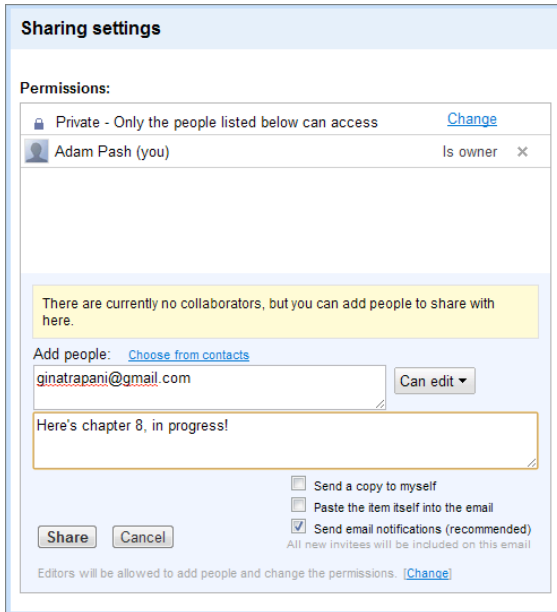 Sharing settings
Permissions:
Private - Only the people listed below can access Change
Adam Pash (you) Is owner ×
There are currently no collaborators, but you can add people to share with
here.
Add people: Choose from contacts
ginatrapani@gmail.com Can edit
Here's chapter 8, in progress!
Send a copy to myself
Paste the item itself into the email
Send email notifications (recommended)
Share Cancel All new invitees will be included on this email
Editors will be allowed to add people and change the permissions. [Change]